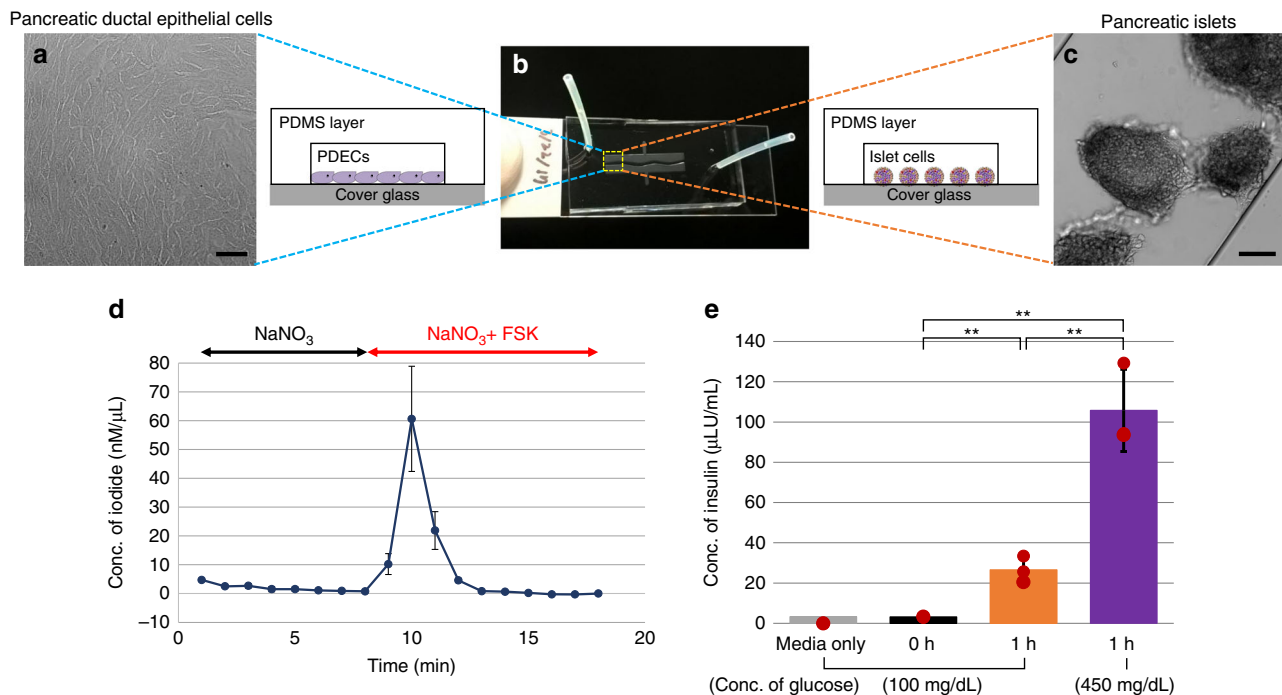 Pancreatic ductal epithelial cells
Pancreatic islets
a
b
c
PDMS layer
PDECs
Cover glass
PDMS layer
Islet cells
Cover glass
d
NaNO₃
NaNO₃+ FSK
Conc. of iodide (nM/μL)
80
70
60
50
40
30
20
10
0
–10
0
5
10
15
20
Time (min)
e
**
**
**
Conc. of insulin (μLU/mL)
140
120
100
80
60
40
20
0
Media only
0 h
1 h
1 h
(Conc. of glucose)
(100 mg/dL)
(450 mg/dL)